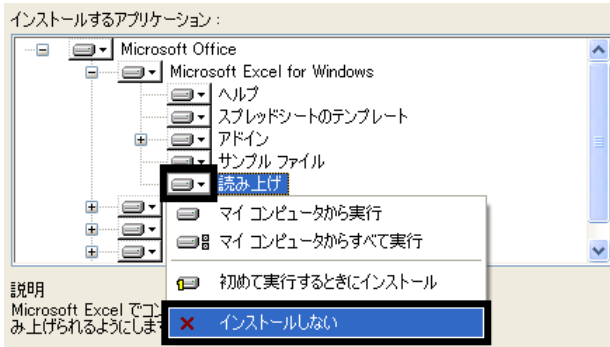 インストールするアプリケーション：
Microsoft Office
Microsoft Excel for Windows
ヘルプ
スプレッドシートのテンプレート
アドイン
サンプル ファイル
読み上げ
マイ コンピュータから実行
マイ コンピュータからすべて実行
初めて実行するときにインストール
インストールしない
説明
Microsoft Excel でコン
み上げられるようにします